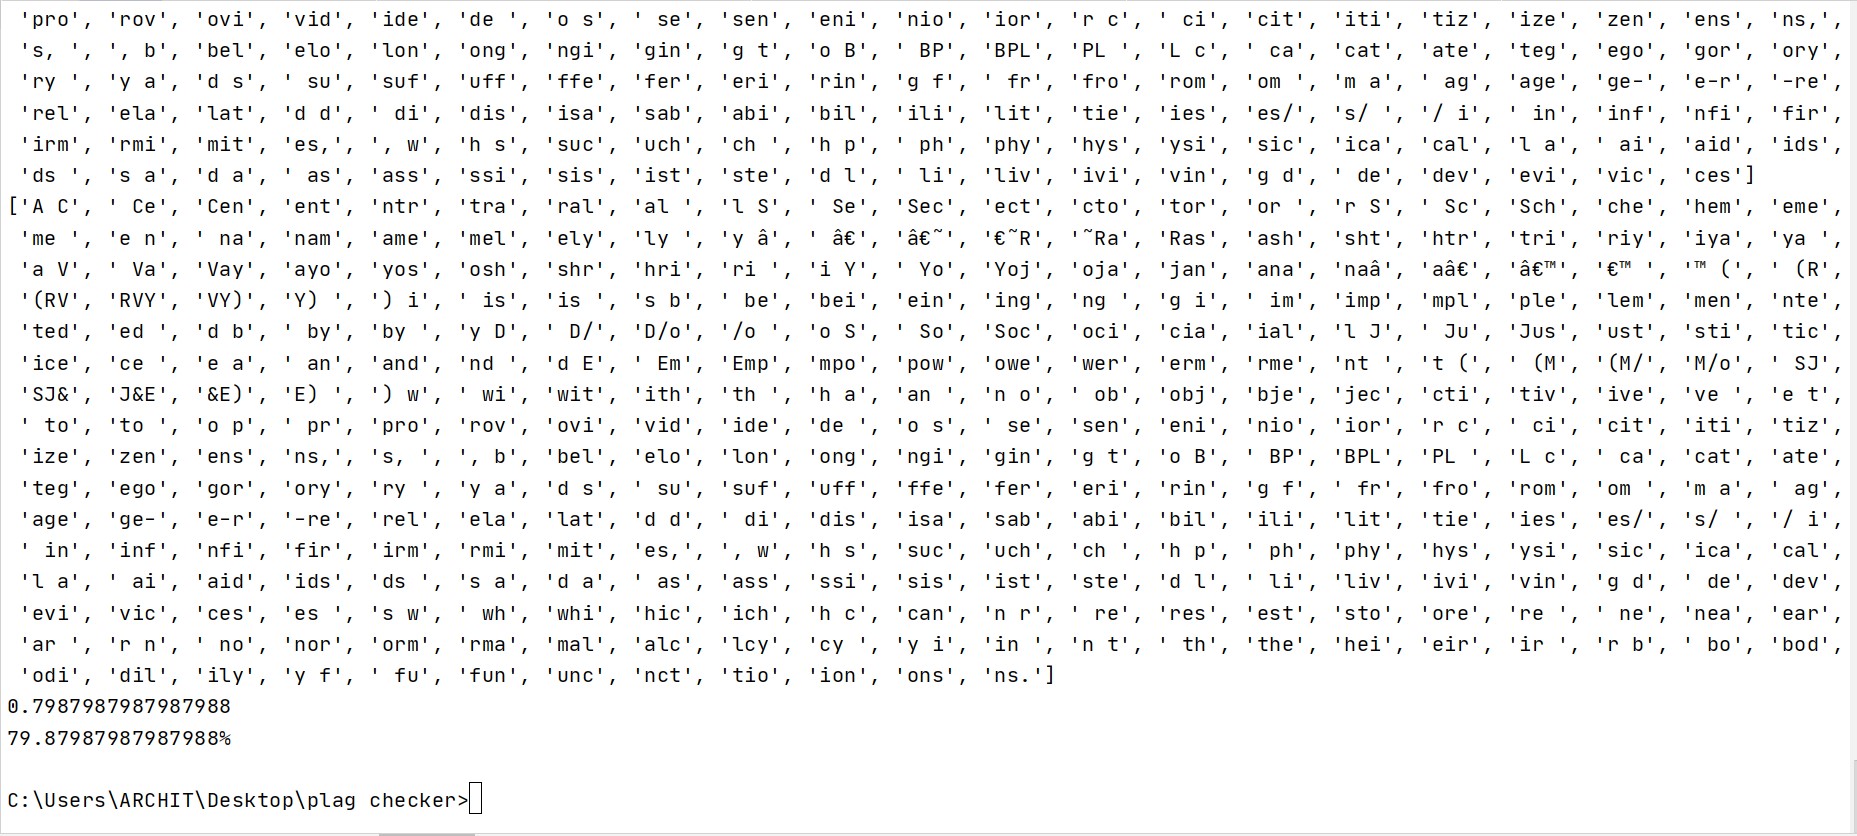 'pro', 'rov', 'ovi', 'vid', 'ide', 'de ', 'o s', ' se', 'sen', 'eni', 'nio', 'ior', 'r c', ' ci', 'cit', 'iti', 'tiz', 'ize', 'zen', 'ens', 'ns,',
's, ', ', b', 'bel', 'elo', 'lon', 'ong', 'ngi', 'gin', 'g t', 'o B', ' BP', 'BPL', 'PL ', 'L c', ' ca', 'cat', 'ate', 'teg', 'ego', 'gor', 'ory',
'ry ', 'y a', 'd s', ' su', 'suf', 'uff', 'ffe', 'fer', 'eri', 'rin', 'g f', ' fr', 'fro', 'rom', 'om ', 'm a', ' ag', 'age', 'ge-', 'e-r', '-re',
'rel', 'ela', 'lat', 'd d', ' di', 'dis', 'isa', 'sab', 'abi', 'bil', 'ili', 'lit', 'tie', 'ies', 'es/', 's/ ', '/ i', ' in', 'inf', 'nfi', 'fir',
'irm', 'rmi', 'mit', 'es,', ', w', 'h s', 'suc', 'uch', 'ch ', 'h p', ' ph', 'phy', 'hys', 'ysi', 'sic', 'ica', 'cal', 'l a', ' ai', 'aid', 'ids',
'ds ', 's a', 'd a', ' as', 'ass', 'ssi', 'sis', 'ist', 'ste', 'd l', ' li', 'liv', 'ivi', 'vin', 'g d', ' de', 'dev', 'evi', 'vic', 'ces']
['A C', ' Ce', 'Cen', 'ent', 'ntr', 'tra', 'ral', 'al ', 'l S', ' Se', 'Sec', 'ect', 'cto', 'tor', 'or ', 'r S', ' Sc', 'Sch', 'che', 'hem', 'eme',
'me ', 'e n', ' na', 'nam', 'ame', 'mel', 'ely', 'ly ', 'y â', ' â€', 'â€˜', '€˜R', '˜Ra', 'Ras', 'ash', 'sht', 'htr', 'tri', 'riy', 'iya', 'ya ',
'a V', ' Va', 'Vay', 'ayo', 'yos', 'osh', 'shr', 'hri', 'ri ', 'i Y', ' Yo', 'Yoj', 'oja', 'jan', 'ana', 'naâ', 'aâ€', 'â€™', '€™ ', '™ (', ' (R',
'(RV', 'RVY', 'VY)', 'Y) ', ') i', ' is', 'is ', 's b', ' be', 'bei', 'ein', 'ing', 'ng ', 'g i', ' im', 'imp', 'mpl', 'ple', 'lem', 'men', 'nte',
'ted', 'ed ', 'd b', ' by', 'by ', 'y D', ' D/', 'D/o', '/o ', 'o S', ' So', 'Soc', 'oci', 'cia', 'ial', 'l J', ' Ju', 'Jus', 'ust', 'sti', 'tic',
'ice', 'ce ', 'e a', ' an', 'and', 'nd ', 'd E', ' Em', 'Emp', 'mpo', 'pow', 'owe', 'wer', 'erm', 'rme', 'nt ', 't (', ' (M', '(M/', 'M/o', ' SJ',
'SJ&', 'J&E', '&E)', 'E) ', ') w', ' wi', 'wit', 'ith', 'th ', 'h a', 'an ', 'n o', ' ob', 'obj', 'bje', 'jec', 'cti', 'tiv', 'ive', 've ', 'e t',
' to', 'to ', 'o p', ' pr', 'pro', 'rov', 'ovi', 'vid', 'ide', 'de ', 'o s', ' se', 'sen', 'eni', 'nio', 'ior', 'r c', ' ci', 'cit', 'iti', 'tiz',
'ize', 'zen', 'ens', 'ns,', 's, ', ', b', 'bel', 'elo', 'lon', 'ong', 'ngi', 'gin', 'g t', 'o B', ' BP', 'BPL', 'PL ', 'L c', ' ca', 'cat', 'ate',
'teg', 'ego', 'gor', 'ory', 'ry ', 'y a', 'd s', ' su', 'suf', 'uff', 'ffe', 'fer', 'eri', 'rin', 'g f', ' fr', 'fro', 'rom', 'om ', 'm a', ' ag',
'age', 'ge-', 'e-r', '-re', 'rel', 'ela', 'lat', 'd d', ' di', 'dis', 'isa', 'sab', 'abi', 'bil', 'ili', 'lit', 'tie', 'ies', 'es/', 's/ ', '/ i',
' in', 'inf', 'nfi', 'fir', 'irm', 'rmi', 'mit', 'es,', ', w', 'h s', 'suc', 'uch', 'ch ', 'h p', ' ph', 'phy', 'hys', 'ysi', 'sic', 'ica', 'cal',
'l a', ' ai', 'aid', 'ids', 'ds ', 's a', 'd a', ' as', 'ass', 'ssi', 'sis', 'ist', 'ste', 'd l', ' li', 'liv', 'ivi', 'vin', 'g d', ' de', 'dev',
'evi', 'vic', 'ces', 'es ', 's w', ' wh', 'whi', 'hic', 'ich', 'h c', 'can', 'n r', ' re', 'res', 'est', 'sto', 'ore', 're ', ' ne', 'nea', 'ear',
'ar ', 'r n', ' no', 'nor', 'orm', 'rma', 'mal', 'alc', 'lcy', 'cy ', 'y i', 'in ', 'n t', ' th', 'the', 'hei', 'eir', 'ir ', 'r b', ' bo', 'bod',
'odi', 'dil', 'ily', 'y f', ' fu', 'fun', 'unc', 'nct', 'tio', 'ion', 'ons', 'ns.']
0.7987987987987988
79.87987987987988%
C:\Users\ARCHIT\Desktop\plag checker>